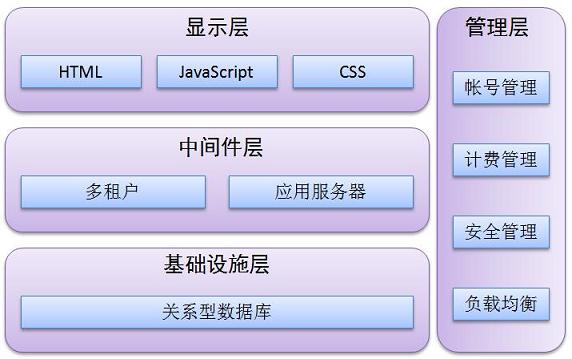 显示层
HTML
JavaScript
CSS
中间件层
多租户
应用服务器
基础设施层
关系型数据库
管理层
帐号管理
计费管理
安全管理
负载均衡